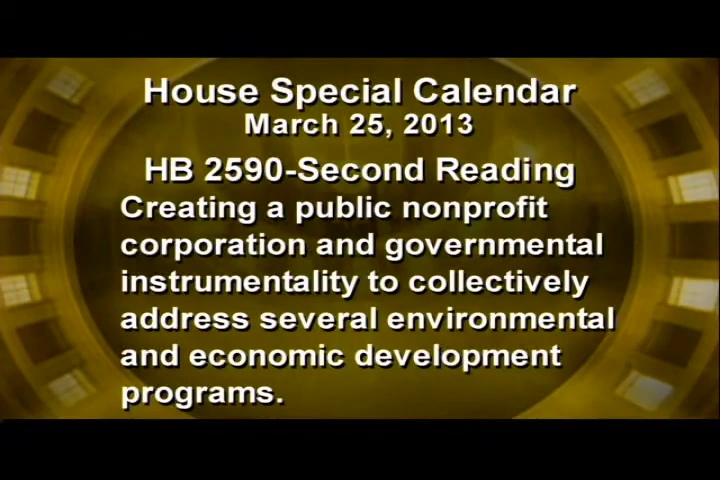 House Special Calendar
March 25, 2013
HB 2590-Second Reading
Creating a public nonprofit
corporation and governmental
instrumentality to collectively
address several environmental
and economic development
programs.